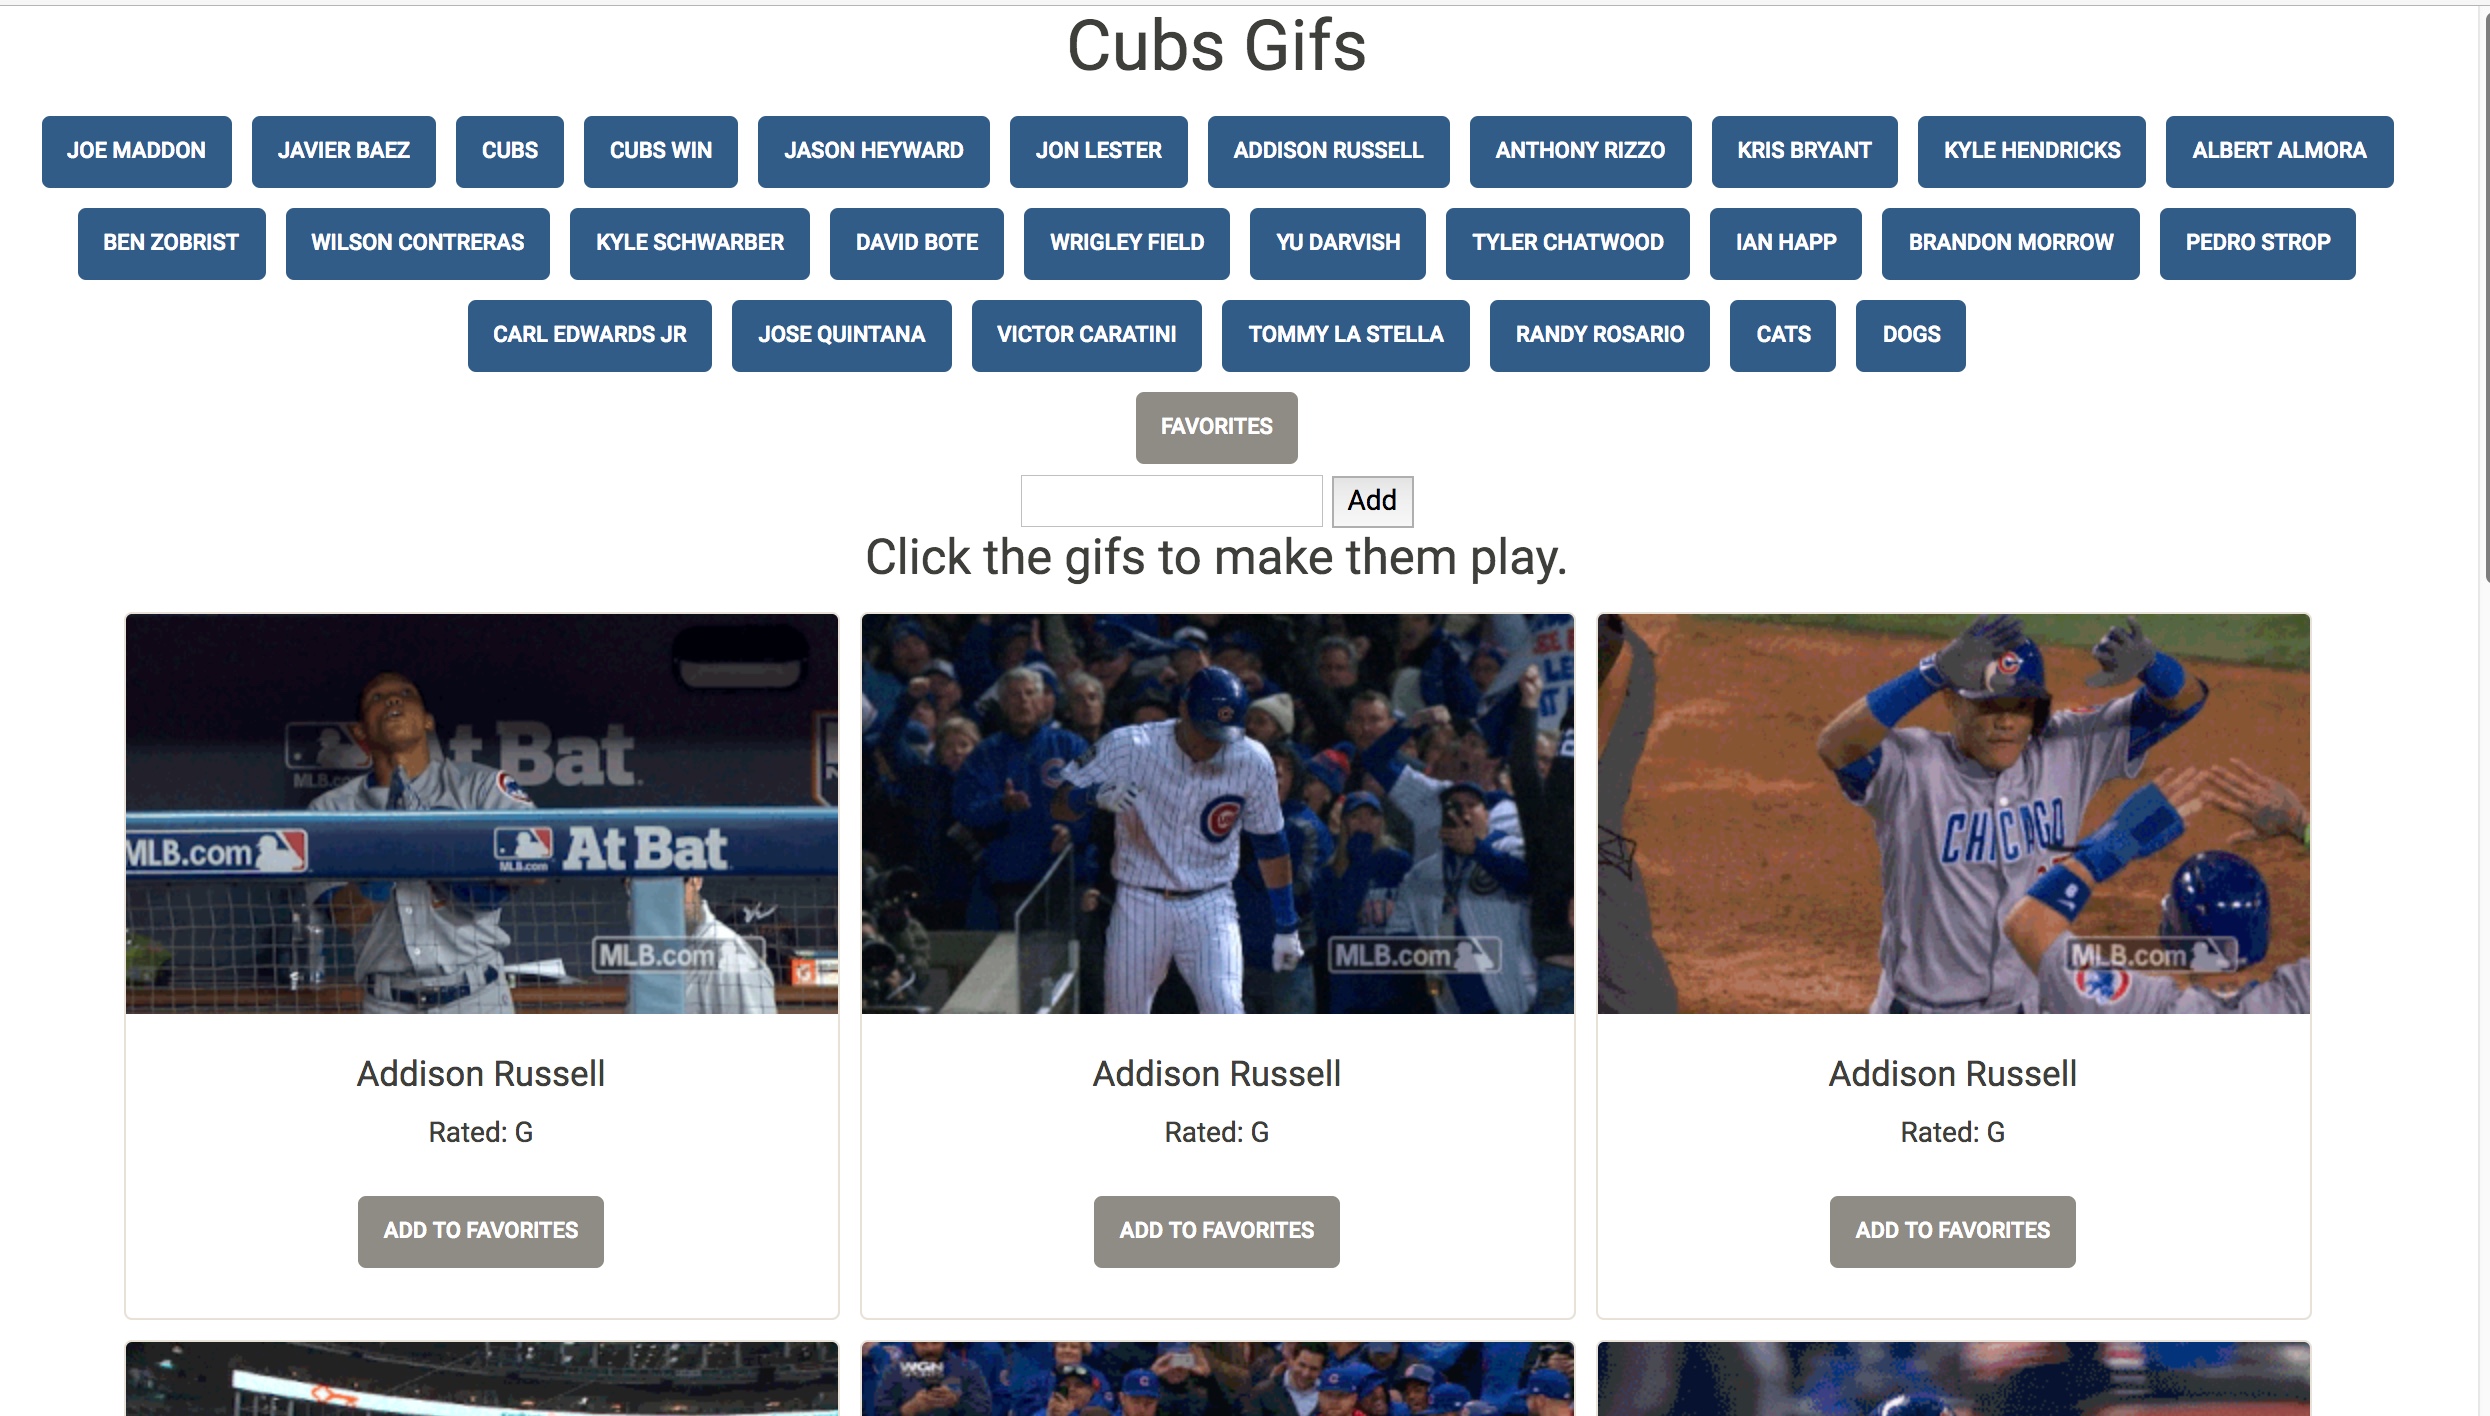 Cubs Gifs
JOE MADDON JAVIER BAEZ CUBS CUBS WIN JASON HEYWARD JON LESTER ADDISON RUSSELL ANTHONY RIZZO KRIS BRYANT KYLE HENDRICKS ALBERT ALMORA
BEN ZOBRIST WILSON CONTRERAS KYLE SCHWARBER DAVID BOTE WRIGLEY FIELD YU DARVISH TYLER CHATWOOD IAN HAPP BRANDON MORROW PEDRO STROP
CARL EDWARDS JR JOSE QUINTANA VICTOR CARATINI TOMMY LA STELLA RANDY ROSARIO CATS DOGS
FAVORITES
Add
Click the gifs to make them play.
t Bat
MLB.com
MLB.com At Bat
MLB.com
MLB.com
MLB.com
CHICAGO
MLB.com
Addison Russell Addison Russell Addison Russell
Rated: G Rated: G Rated: G
ADD TO FAVORITES ADD TO FAVORITES ADD TO FAVORITES
WGN